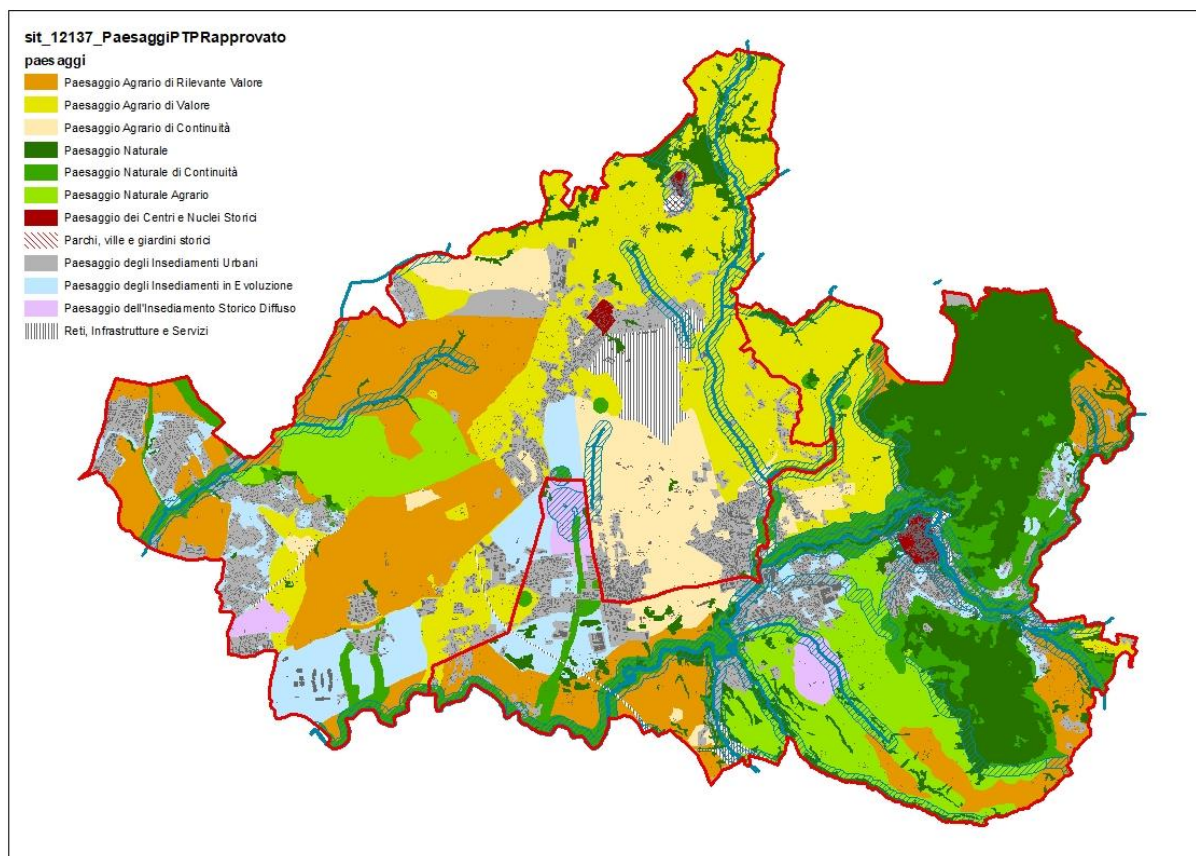 sit_12137_PaesaggiPTPRapprovato
paesaggi
Paesaggio Agrario di Rilevante Valore
Paesaggio Agrario di Valore
Paesaggio Agrario di Continuità
Paesaggio Naturale
Paesaggio Naturale di Continuità
Paesaggio Naturale Agrario
Paesaggio dei Centri e Nuclei Storici
Parchi, ville e giardini storici
Paesaggio degli Insediamenti Urbani
Paesaggio degli Insediamenti in Evoluzione
Paesaggio dell'Insediamento Storico Diffuso
Reti, Infrastrutture e Servizi